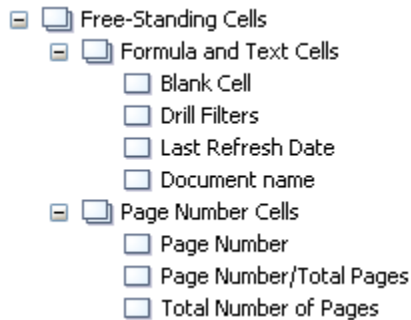 Free-Standing Cells
Formula and Text Cells
Blank Cell
Drill Filters
Last Refresh Date
Document name
Page Number Cells
Page Number
Page Number/Total Pages
Total Number of Pages